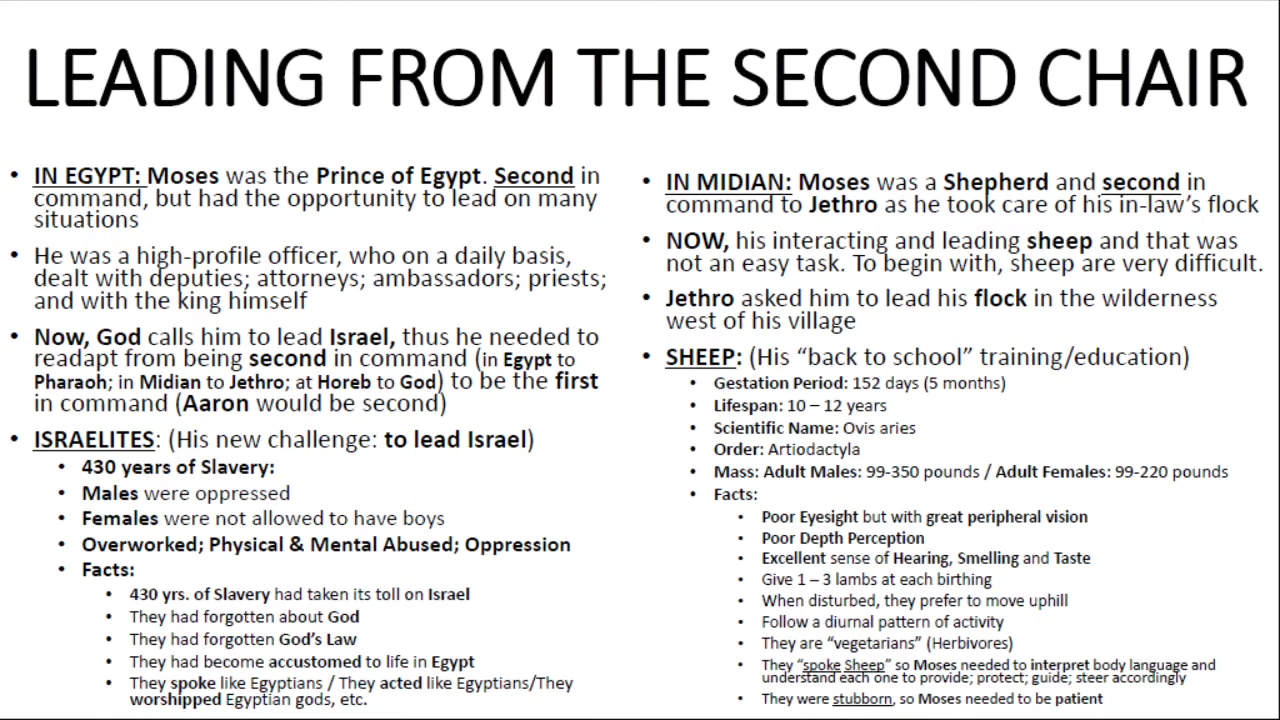 LEADING FROM THE SECOND CHAIR
• IN EGYPT: Moses was the Prince of Egypt. Second in
command, but had the opportunity to lead on many
situations
• He was a high-profile officer, who on a daily basis,
dealt with deputies; attorneys; ambassadors; priests;
and with the king himself
• Now, God calls him to lead Israel, thus he needed to
readapt from being second in command (in Egypt to
Pharaoh; in Midian to Jethro; at Horeb to God) to be the first
in command (Aaron would be second)
• ISRAELITES: (His new challenge: to lead Israel)
• 430 years of Slavery:
• Males were oppressed
• Females were not allowed to have boys
• Overworked; Physical & Mental Abused; Oppression
• Facts:
• 430 yrs. of Slavery had taken its toll on Israel
• They had forgotten about God
• They had forgotten God's Law
• They had become accustomed to life in Egypt
• They spoke like Egyptians / They acted like Egyptians/They
worshipped Egyptian gods, etc.
• IN MIDIAN: Moses was a Shepherd and second in
command to Jethro as he took care of his in-law's flock
• NOW, his interacting and leading sheep and that was
not an easy task. To begin with, sheep are very difficult.
• Jethro asked him to lead his flock in the wilderness
west of his village
• SHEEP: (His "back to school" training/education)
• Gestation Period: 152 days (5 months)
• Lifespan: 10 – 12 years
• Scientific Name: Ovis aries
• Order: Artiodactyla
• Mass: Adult Males: 99-350 pounds / Adult Females: 99-220 pounds
• Facts:
• Poor Eyesight but with great peripheral vision
• Poor Depth Perception
• Excellent sense of Hearing, Smelling and Taste
• Give 1 – 3 lambs at each birthing
• When disturbed, they prefer to move uphill
• Follow a diurnal pattern of activity
• They are "vegetarians" (Herbivores)
• They "spoke Sheep" so Moses needed to interpret body language and
understand each one to provide; protect; guide; steer accordingly
• They were stubborn, so Moses needed to be patient